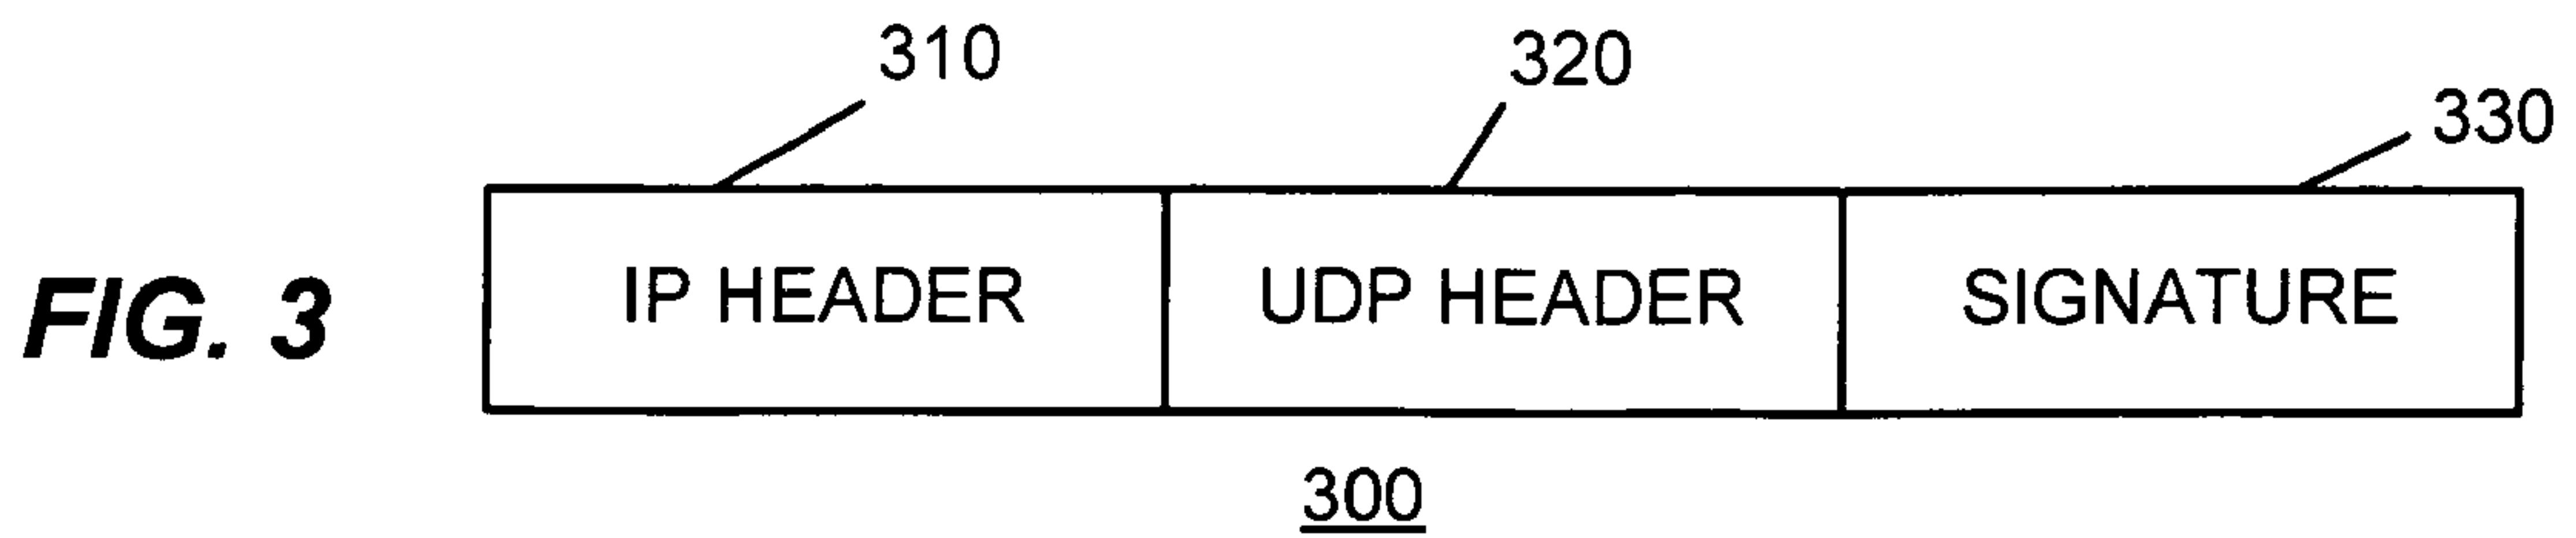 310 320 330
FIG. 3 IP HEADER UDP HEADER SIGNATURE
300